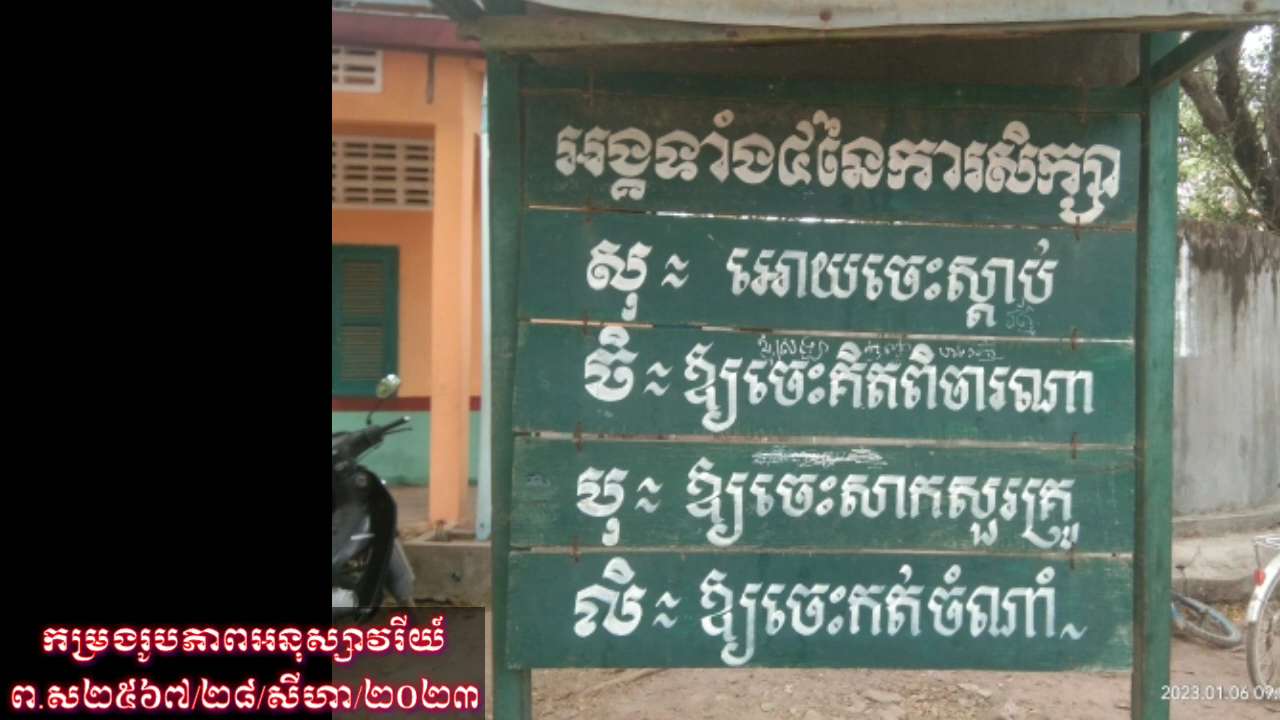 អង្គទាំង៥នៃការសិក្សា
សុ ~ អោយចេះស្តាប់
ចិ ~ ឱ្យចេះគិតពិចារណា
បុ ~ ឱ្យចេះសាកសួរគ្រូ
លិ ~ ឱ្យចេះកត់ចំណាំ ~
កម្រងរូបភាពអនុស្សាវរីយ៍
ព.ស២៥៦៧/២៨/សីហា/២០២៣
2023.01.06 09: